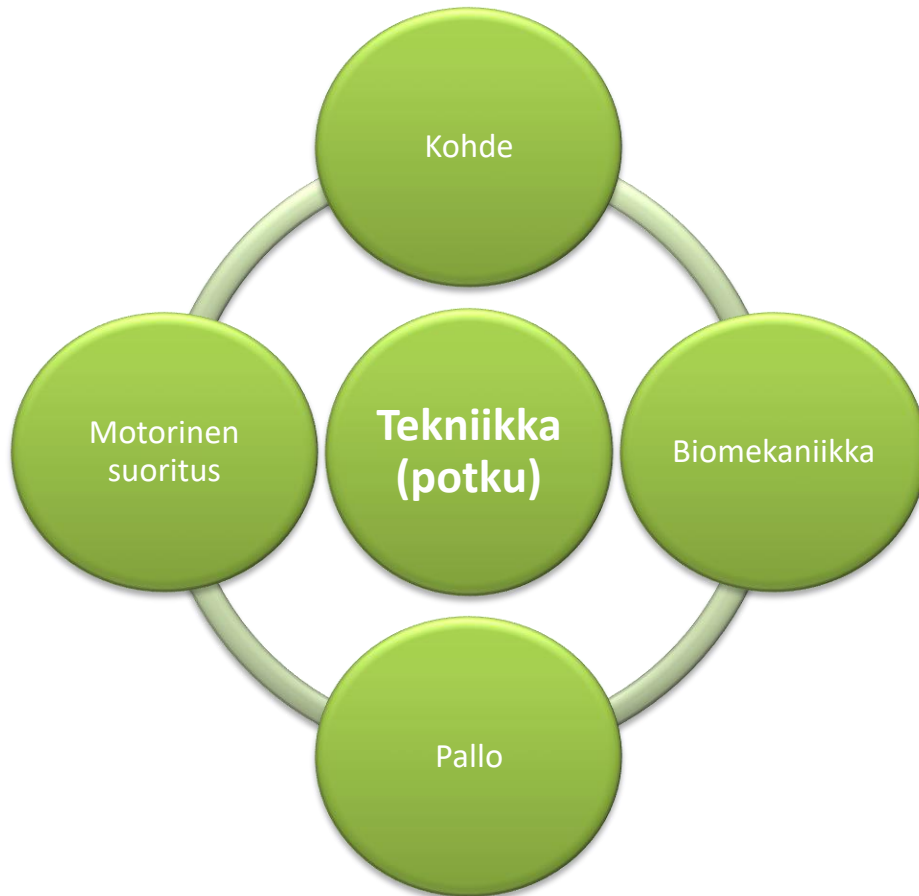 Kohde
Motorinen
suoritus
Tekniikka
(potku)
Biomekaniikka
Pallo